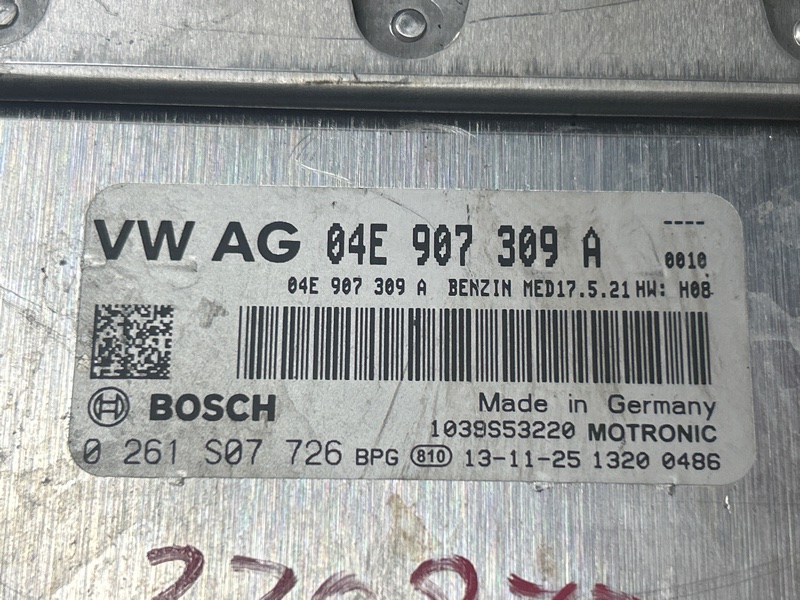 VW AG 04E 907 309 A
----
0010
04E 907 309 A BENZIN MED17.5.21 HW: H08
BOSCH
Made in Germany
1039S53220 MOTRONIC
0 261 S07 726 BPG 810 13-11-25 1320 0486